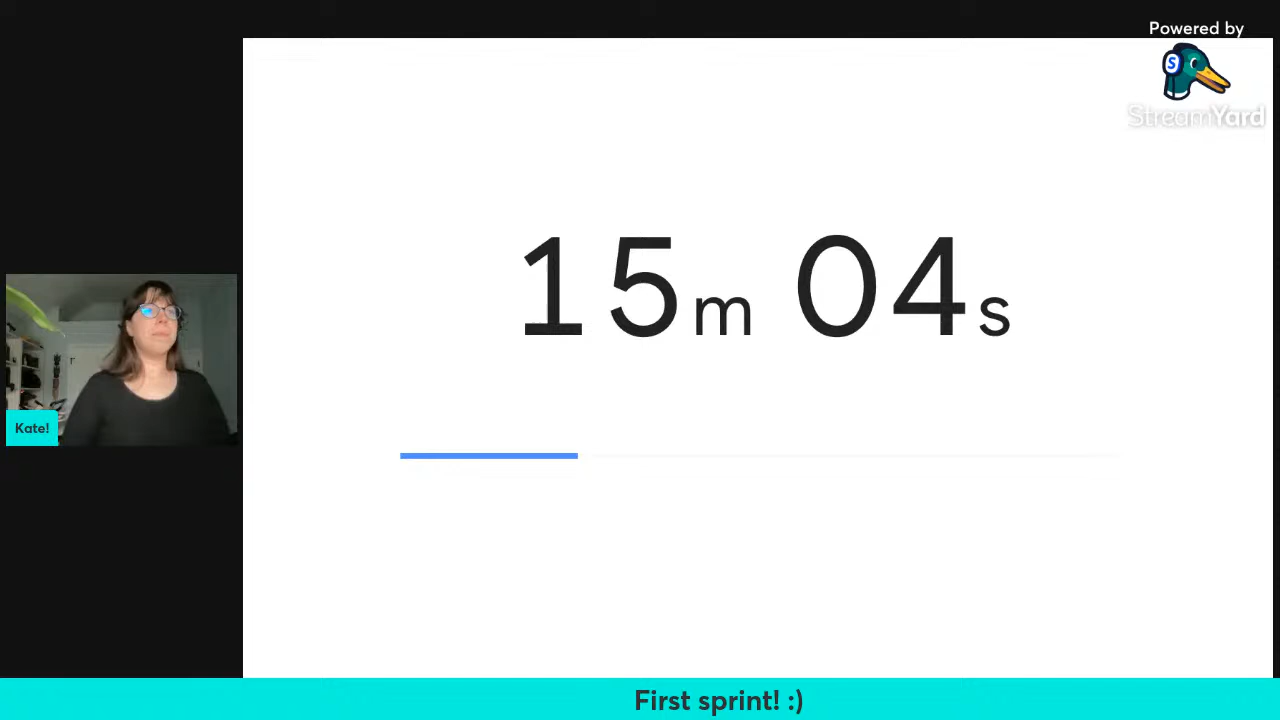 Powered by
S
StreamYard
15m 04s
Kate!
First sprint! :)